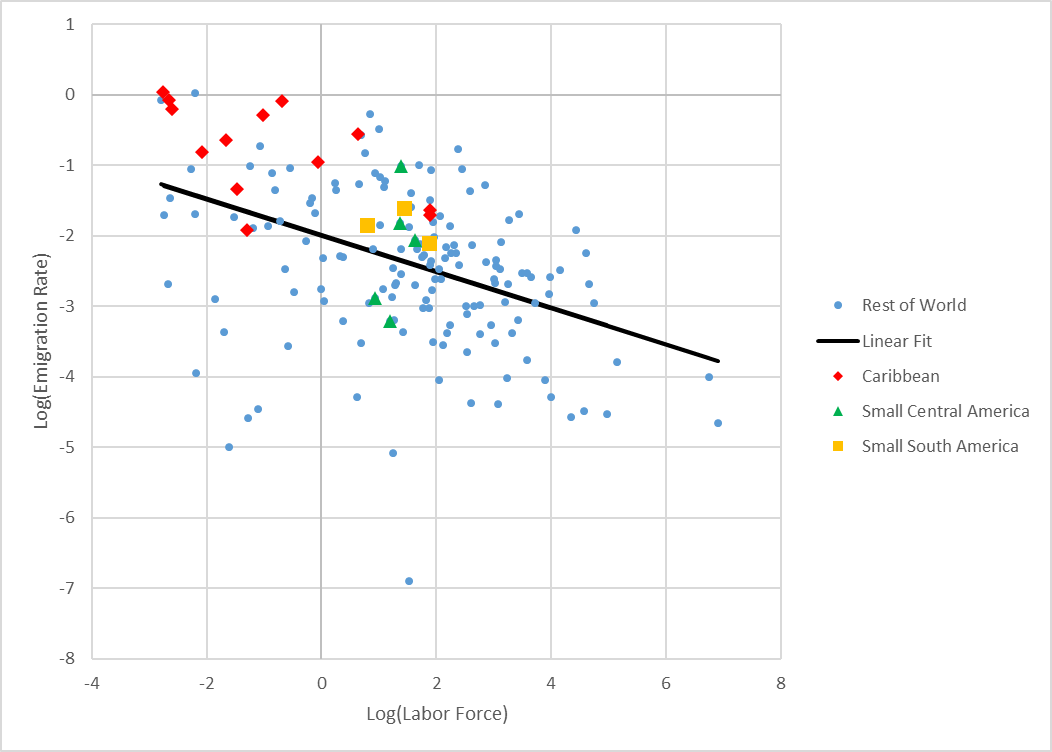 1
0
-1
-2
-3
-4
-5
-6
-7
-8
-4
-2
0
2
4
6
8
Log(Emigration Rate)
Log(Labor Force)
Rest of World
Linear Fit
Caribbean
Small Central America
Small South America